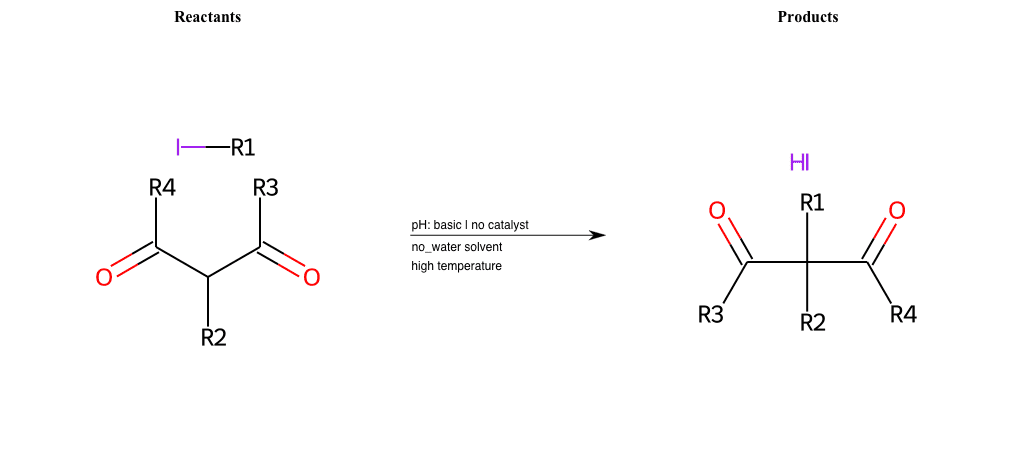 Reactants
Products
I R1
HI
R4 R3
R1
O O
O O
pH: basic | no catalyst
no_water solvent
high temperature
R2
R3 R2 R4